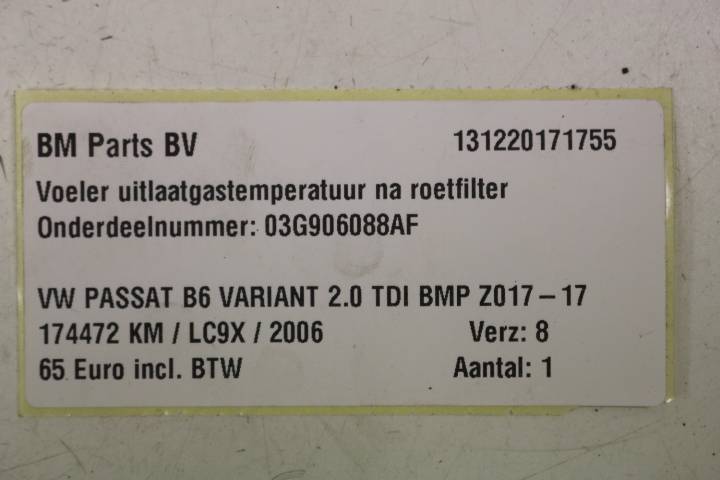 BM Parts BV 131220171755
Voeler uitlaatgastemperatuur na roetfilter
Onderdeelnummer: 03G906088AF
VW PASSAT B6 VARIANT 2.0 TDI BMP Z017 – 17
174472 KM / LC9X / 2006 Verz: 8
65 Euro incl. BTW Aantal: 1